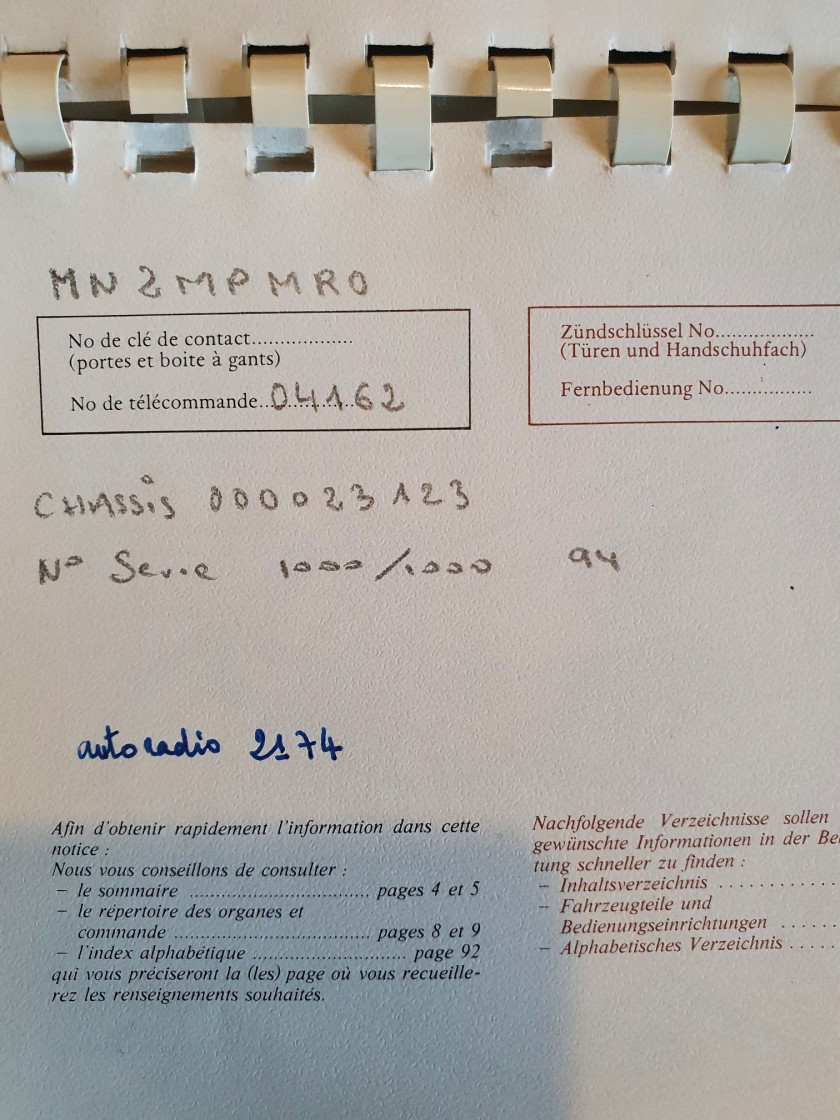 MN2MPMRO
No de clé de contact..................
(portes et boite à gants)
No de télécommande..04162
Zündschlüssel No.................
(Türen und Handschuhfach)
Fernbedienung No...............
CHASSis 000023123
N° Serie 1000/1000 94
autoradio 2174
Afin d'obtenir rapidement l'information dans cette
notice :
Nous vous conseillons de consulter :
– le sommaire .................................. pages 4 et 5
– le répertoire des organes et
commande .................................... pages 8 et 9
– l'index alphabétique ............................. page 92
qui vous préciseront la (les) page où vous recueille-
rez les renseignements souhaités.
Nachfolgende Verzeichnisse sollen
gewünschte Informationen in der Be
tung schneller zu finden :
– Inhaltsverzeichnis ............
– Fahrzeugteile und
Bedienungseinrichtungen ......
– Alphabetisches Verzeichnis .....